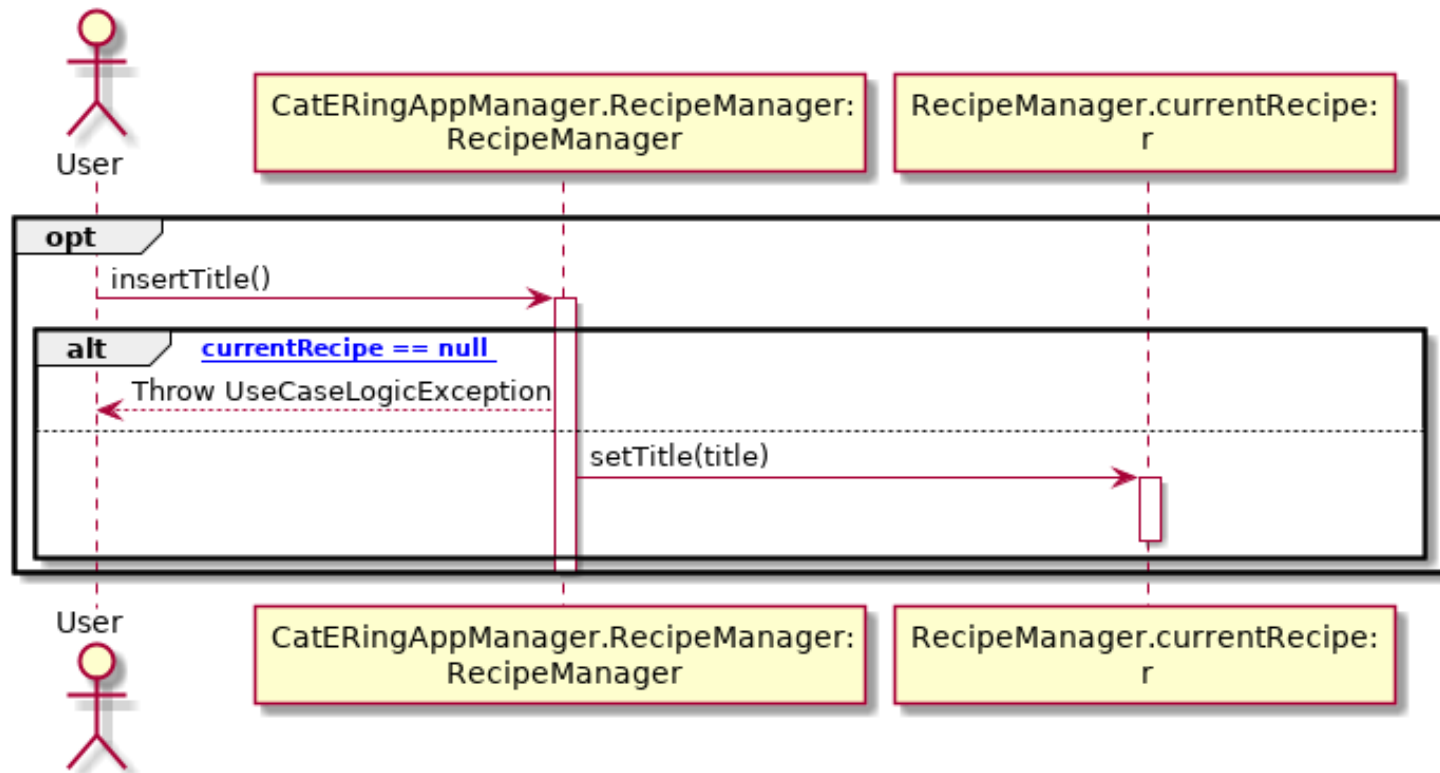 User
CatERingAppManager.RecipeManager:
RecipeManager
RecipeManager.currentRecipe:
r
opt
insertTitle()
alt
currentRecipe == null
Throw UseCaseLogicException
setTitle(title)
User
CatERingAppManager.RecipeManager:
RecipeManager
RecipeManager.currentRecipe:
r